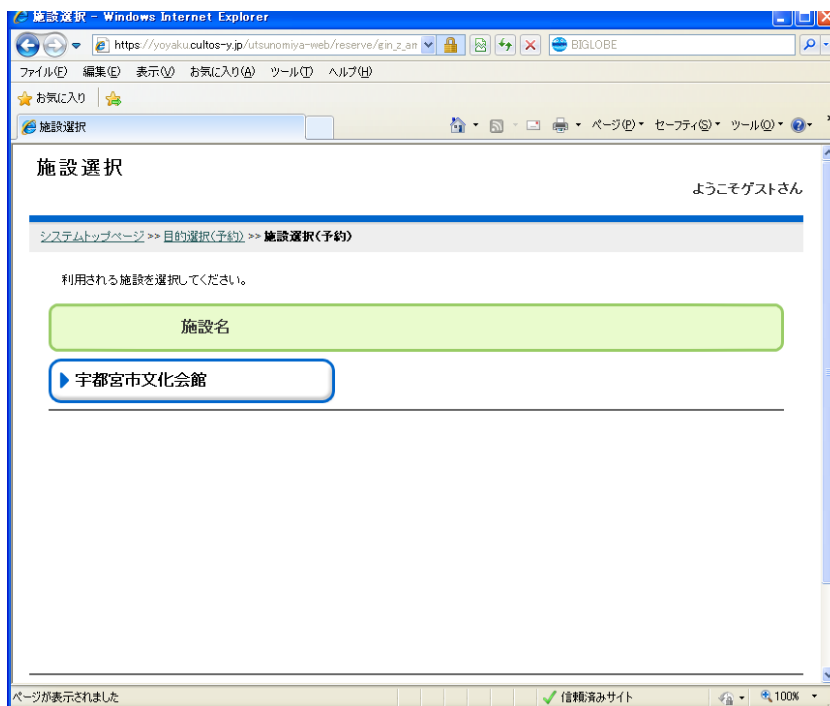 施設選択 - Windows Internet Explorer
https://yoyaku.cultos-y.jp/utsunomiya-web/reserve/gin_z_am
BIGLOBE
ファイル(F) 編集(E) 表示(V) お気に入り(A) ツール(T) ヘルプ(H)
お気に入り
施設選択
ページ(P) セーフティ(S) ツール(O)
施設選択
ようこそゲストさん
システムトップページ >> 目的選択(予約) >> 施設選択(予約)
利用される施設を選択してください。
施設名
宇都宮市文化会館
ページが表示されました
信頼済みサイト
100%